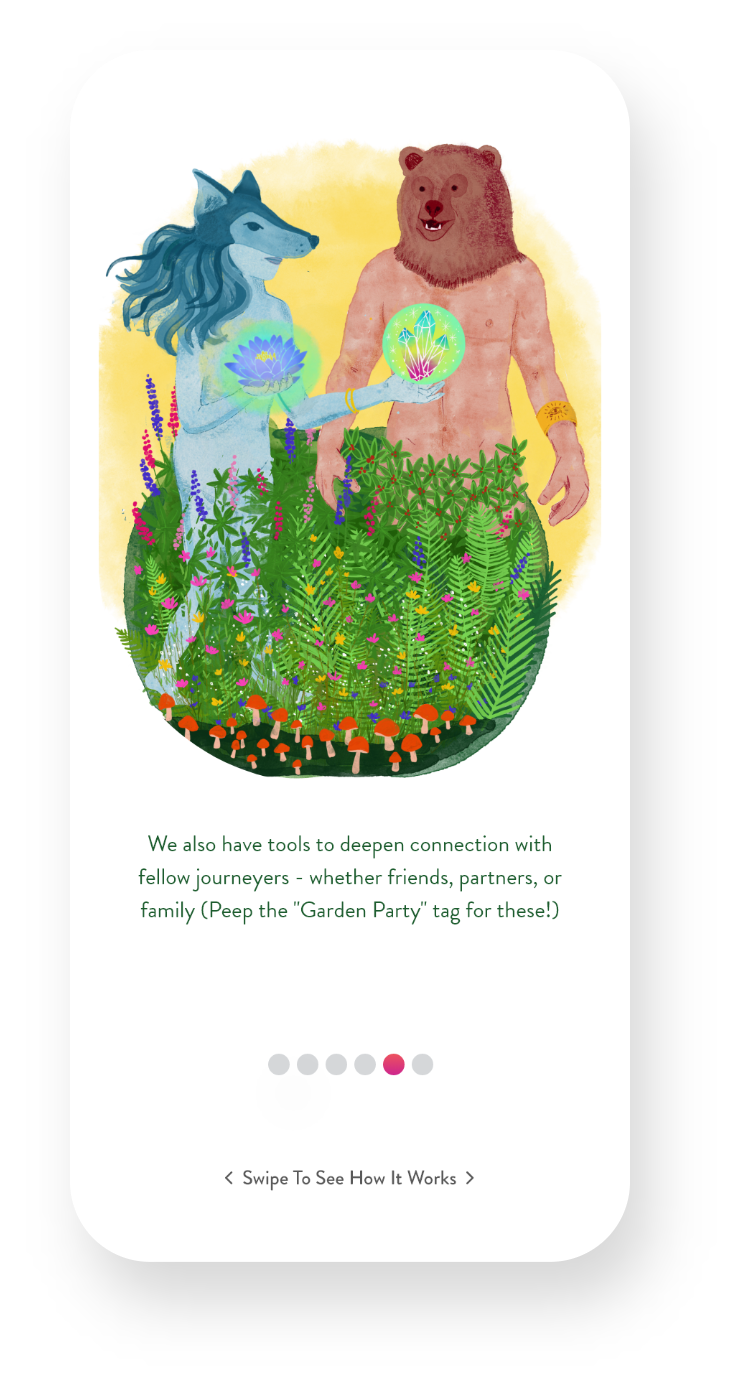 We also have tools to deepen connection with
fellow journeyers - whether friends, partners, or
family (Peep the "Garden Party" tag for these!)
< Swipe To See How It Works >